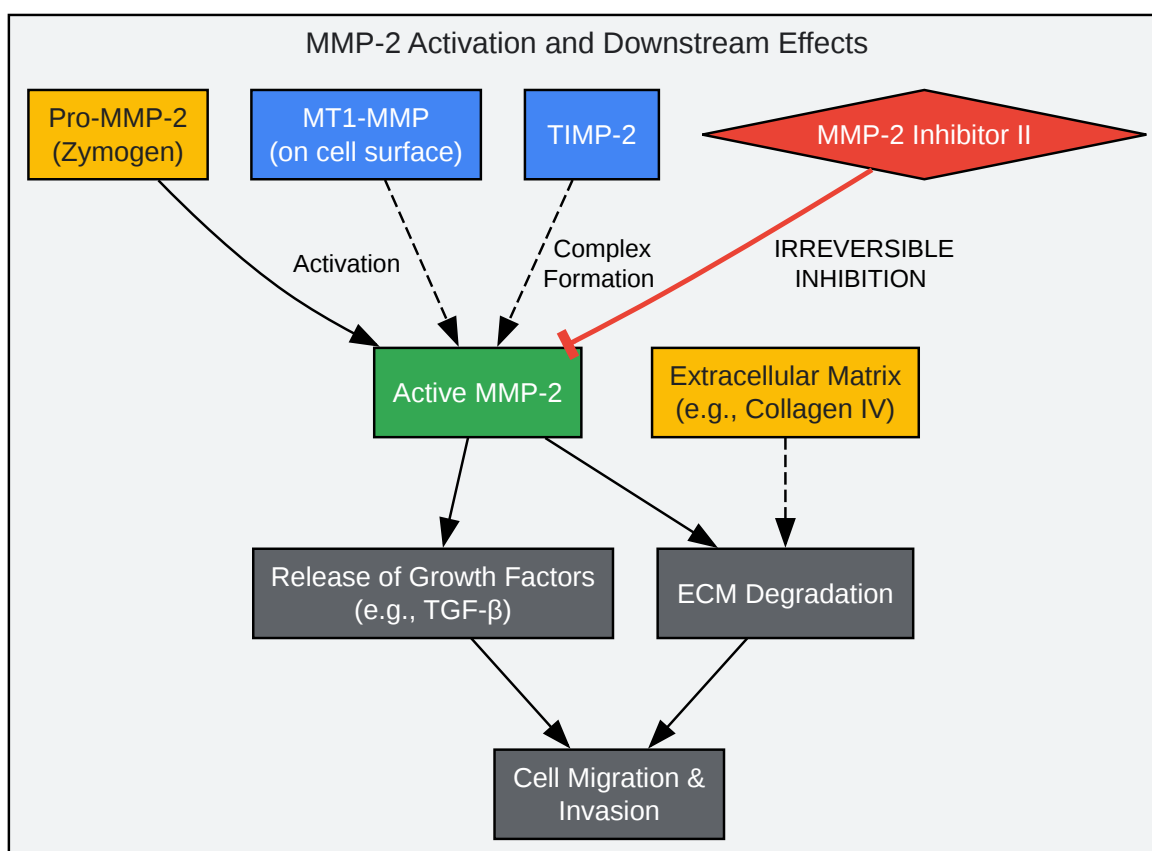 MMP-2 Activation and Downstream Effects
Pro-MMP-2
(Zymogen)
MT1-MMP
(on cell surface)
TIMP-2
MMP-2 Inhibitor II
Activation
Complex
Formation
IRREVERSIBLE
INHIBITION
Active MMP-2
Extracellular Matrix
(e.g., Collagen IV)
Release of Growth Factors
(e.g., TGF-β)
ECM Degradation
Cell Migration &
Invasion